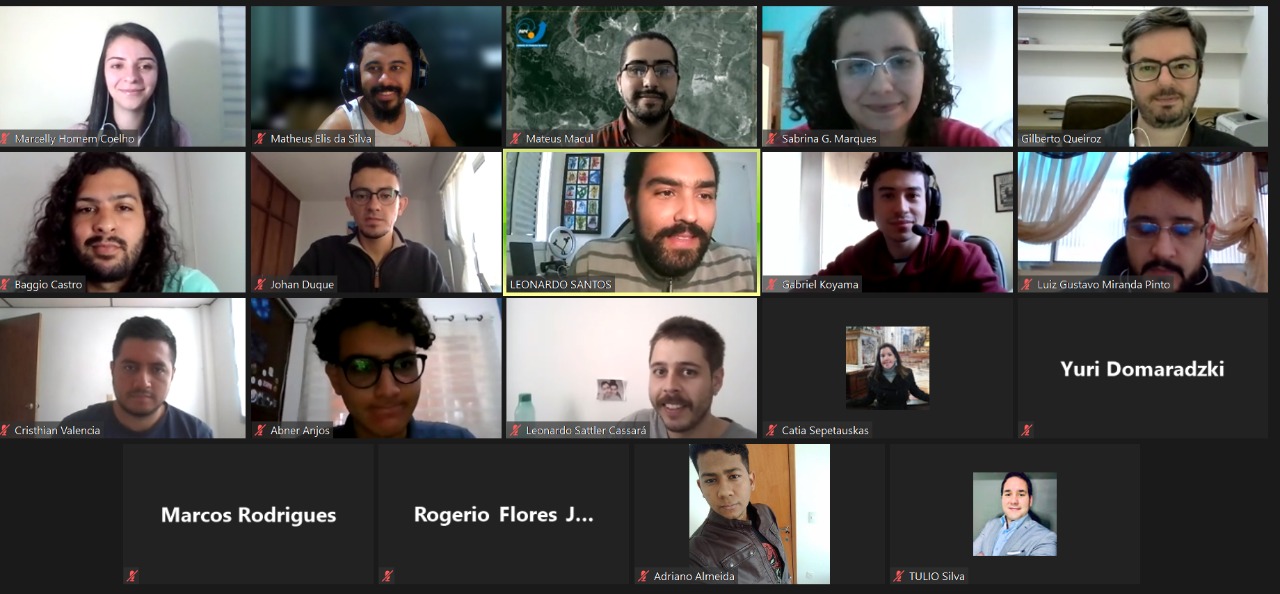 Marcelly Homem Coelho
Matheus Elis da Silva
Mateus Macul
Sabrina G. Marques
Gilberto Queiroz
Baggio Castro
Johan Duque
LEONARDO SANTOS
Gabriel Koyama
Luiz Gustavo Miranda Pinto
Cristhian Valencia
Abner Anjos
Leonardo Sattler Cassará
Catia Sepetauskas
Yuri Domaradzki
Marcos Rodrigues
Rogerio Flores J...
Adriano Almeida
TULIO Silva